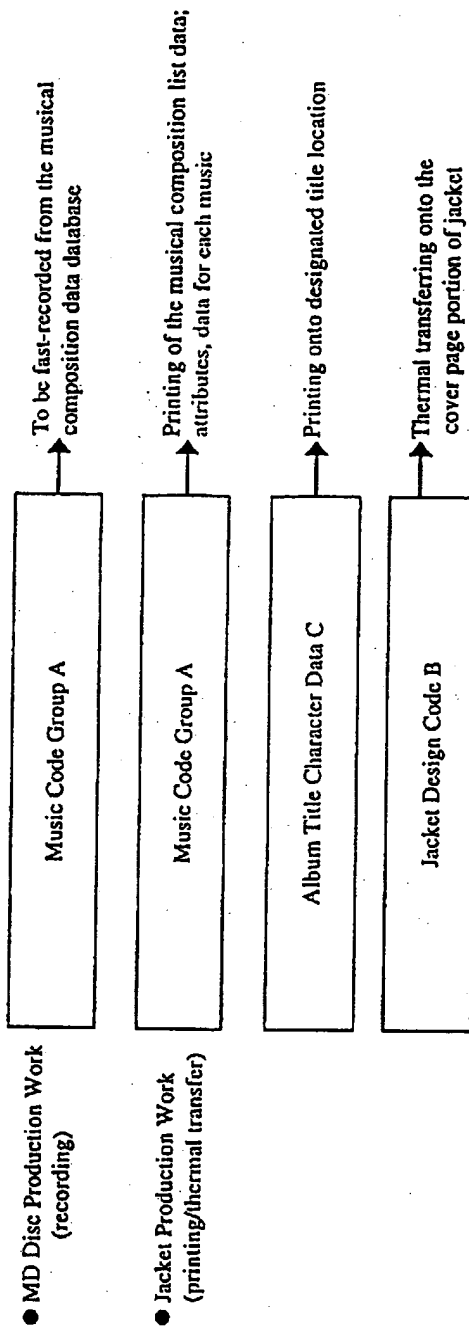 ● MD Disc Production Work
(recording)
Music Code Group A
To be fast-recorded from the musical
composition data database
● Jacket Production Work
(printing/thermal transfer)
Music Code Group A
Printing of the musical composition list data;
attributes, data for each music
Album Title Character Data C
Printing onto designated title location
Jacket Design Code B
Thermal transferring onto the
cover page portion of jacket